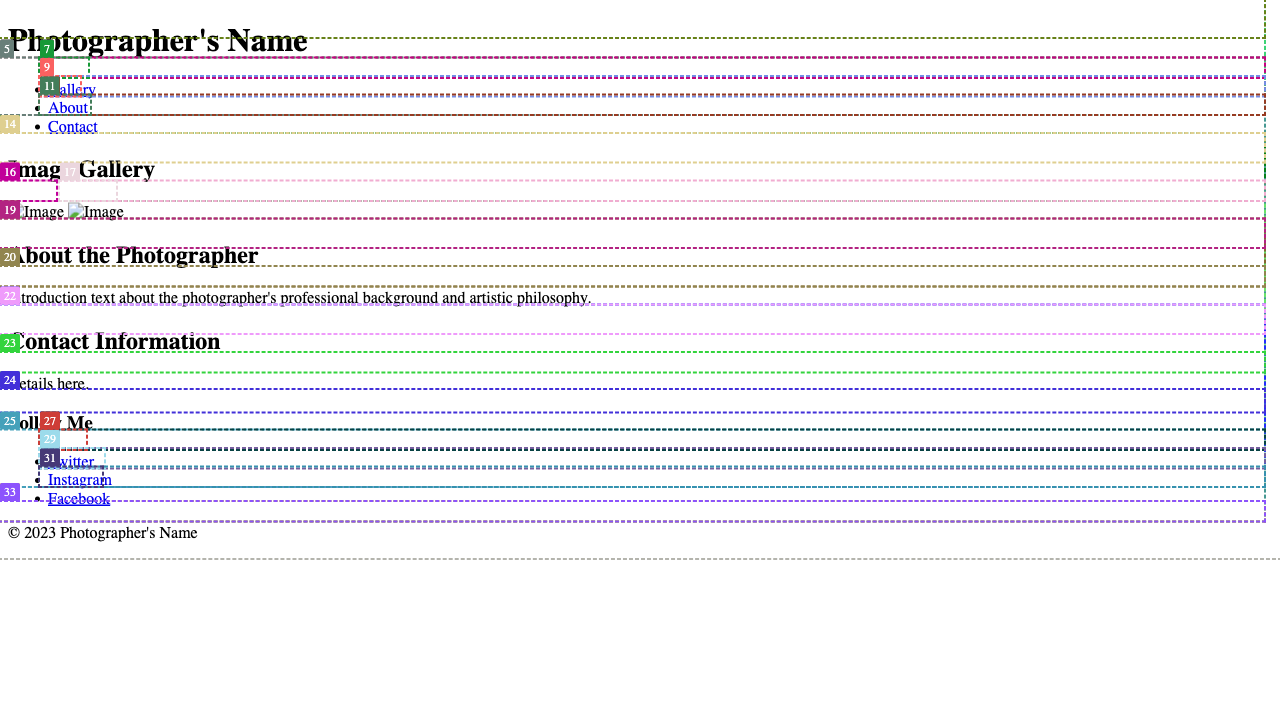 Photographer's Name
5
7
9
11
Gallery
About
14
Contact
16
17
Image Gallery
19
Image Image
20
About the Photographer
22
Introduction text about the photographer's professional background and artistic philosophy.
23
Contact Information
24
Details here.
25
27
Follow Me
29
31
Twitter
Instagram
33
Facebook
© 2023 Photographer's Name